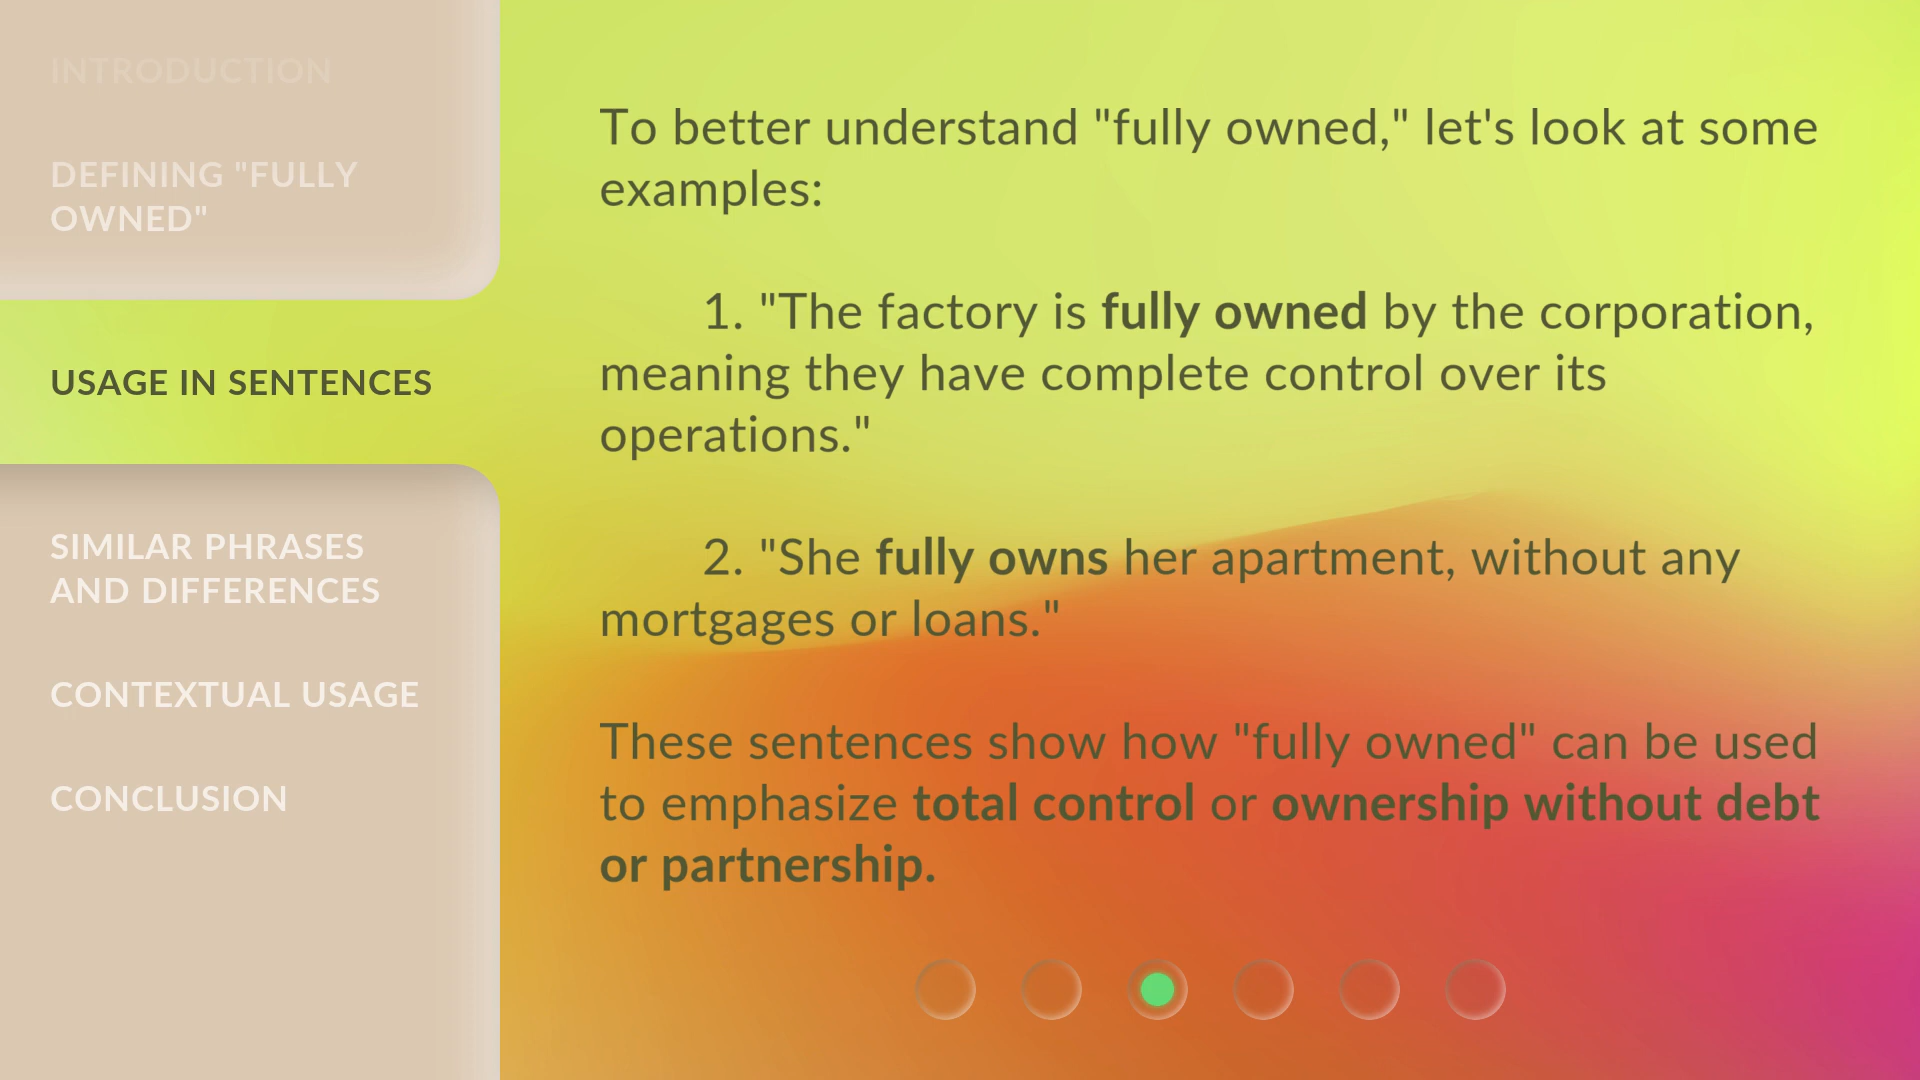 INTRODUCTION
DEFINING "FULLY
OWNED"
USAGE IN SENTENCES
SIMILAR PHRASES
AND DIFFERENCES
CONTEXTUAL USAGE
CONCLUSION
To better understand "fully owned," let's look at some
examples:
1. "The factory is fully owned by the corporation,
meaning they have complete control over its
operations."
2. "She fully owns her apartment, without any
mortgages or loans."
These sentences show how "fully owned" can be used
to emphasize total control or ownership without debt
or partnership.